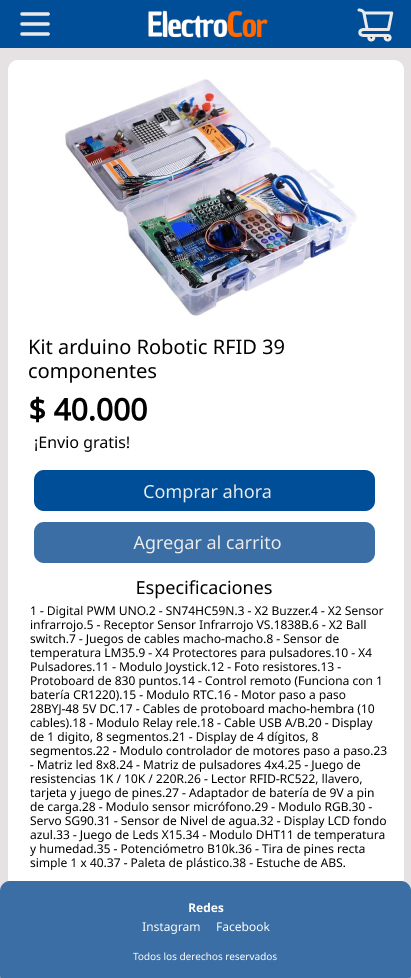 ElectroCor
Kit arduino Robotic RFID 39
componentes
$ 40.000
¡Envio gratis!
Comprar ahora
Agregar al carrito
Especificaciones
1 - Digital PWM UNO.2 - SN74HC59N.3 - X2 Buzzer.4 - X2 Sensor
infrarrojo.5 - Receptor Sensor Infrarrojo VS.1838B.6 - X2 Ball
switch.7 - Juegos de cables macho-macho.8 - Sensor de
temperatura LM35.9 - X4 Protectores para pulsadores.10 - X4
Pulsadores.11 - Modulo Joystick.12 - Foto resistores.13 -
Protoboard de 830 puntos.14 - Control remoto (Funciona con 1
batería CR1220).15 - Modulo RTC.16 - Motor paso a paso
28BYJ-48 5V DC.17 - Cables de protoboard macho-hembra (10
cables).18 - Modulo Relay rele.18 - Cable USB A/B.20 - Display
de 1 digito, 8 segmentos.21 - Display de 4 dígitos, 8
segmentos.22 - Modulo controlador de motores paso a paso.23
- Matriz led 8x8.24 - Matriz de pulsadores 4x4.25 - Juego de
resistencias 1K / 10K / 220R.26 - Lector RFID-RC522, llavero,
tarjeta y juego de pines.27 - Adaptador de batería de 9V a pin
de carga.28 - Modulo sensor micrófono.29 - Modulo RGB.30 -
Servo SG90.31 - Sensor de Nivel de agua.32 - Display LCD fondo
azul.33 - Juego de Leds X15.34 - Modulo DHT11 de temperatura
y humedad.35 - Potenciómetro B10k.36 - Tira de pines recta
simple 1 x 40.37 - Paleta de plástico.38 - Estuche de ABS.
Redes
Instagram Facebook
Todos los derechos reservados